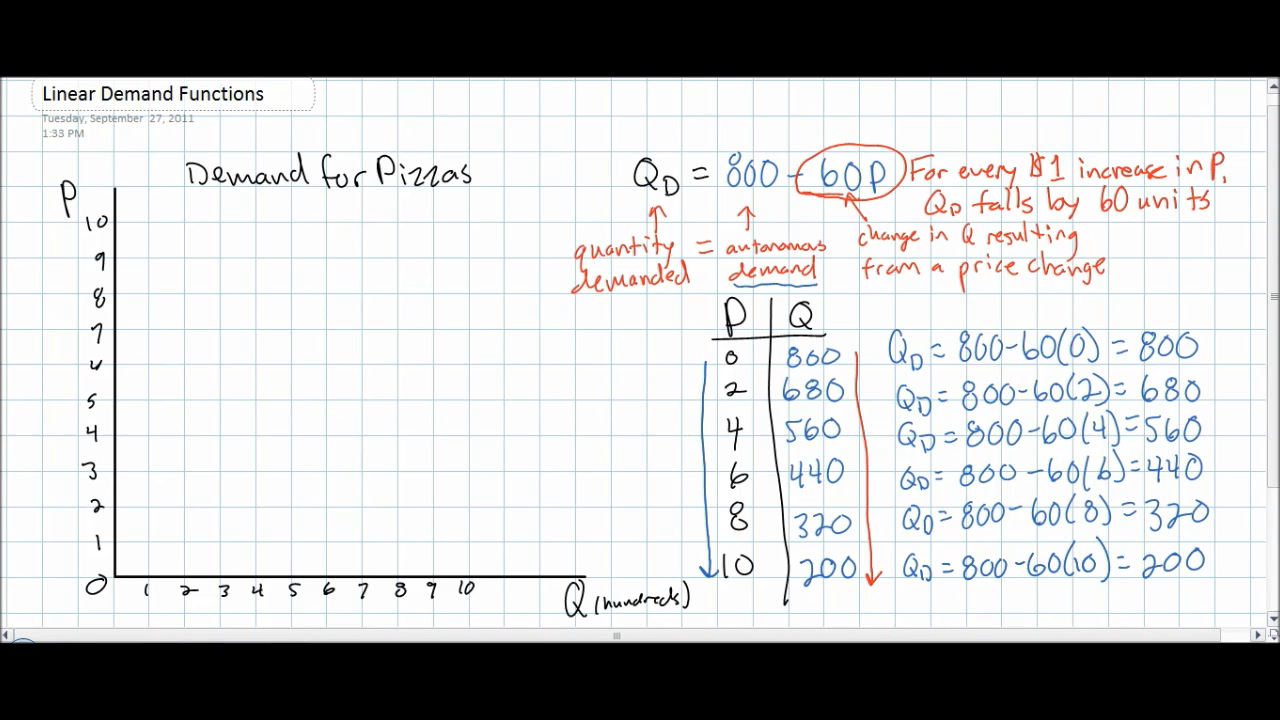 Linear Demand Functions
Tuesday, September 27, 2011
1:33 PM
Demand for Pizzas
P
10
9
8
7
6
5
4
3
2
1
0
1 2 3 4 5 6 7 8 9 10
Q (hundreds)
QD = 800 - 60P
For every $1 increase in P,
QD falls by 60 units
quantity demanded = autonomous demand
change in Q resulting
from a price change
P Q
0 800
2 680
4 560
6 440
8 320
10 200
QD = 800-60(0) = 800
QD = 800-60(2) = 680
QD = 800-60(4) = 560
QD = 800-60(6) = 440
QD = 800-60(8) = 320
QD = 800-60(10) = 200